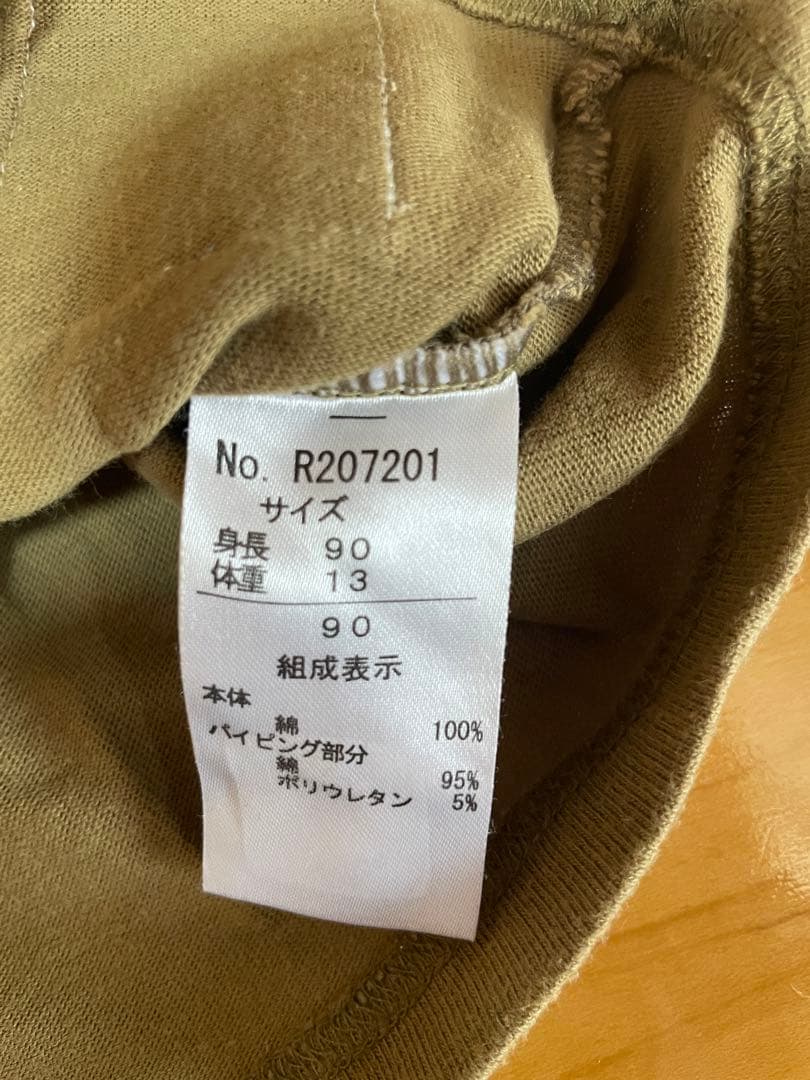 No. R207201
サイズ
身長 90
体重 13
90
組成表示
本体
綿 100%
パイピング部分
綿 95%
ポリウレタン 5%